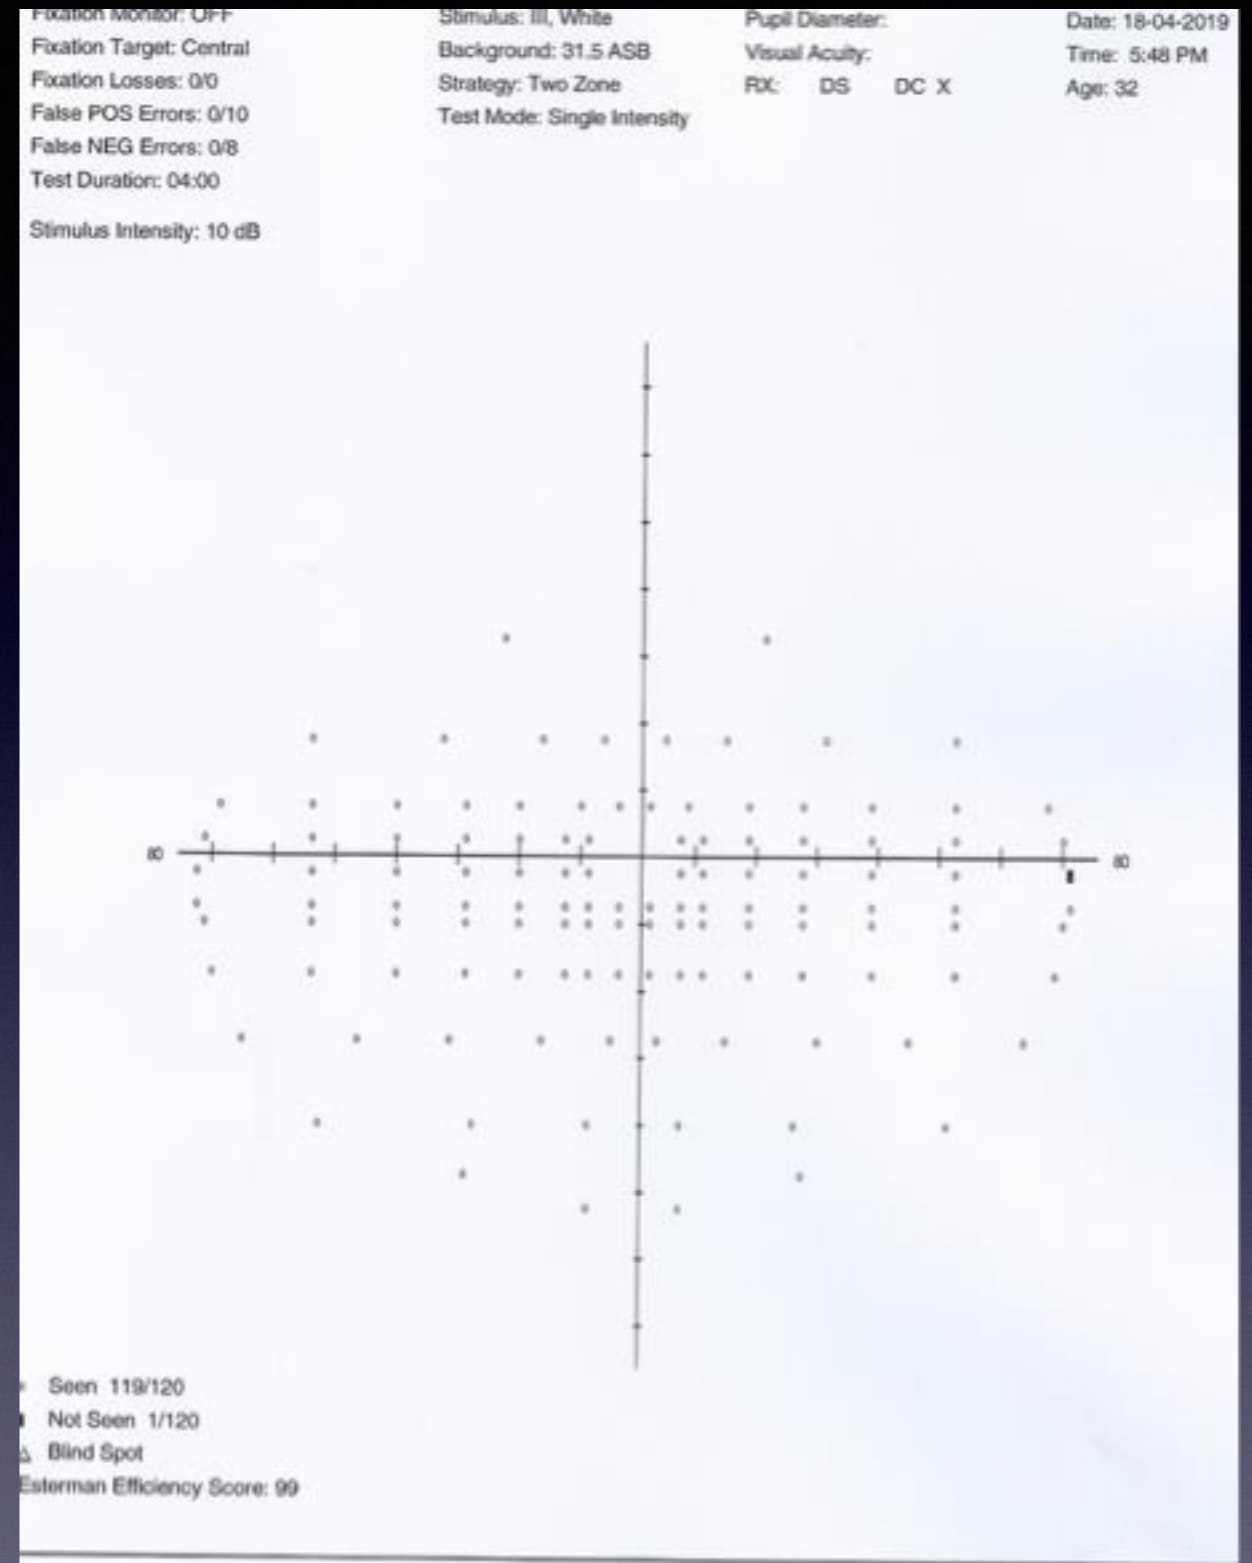 Fixation Monitor: OFF
Fixation Target: Central
Fixation Losses: 0/0
False POS Errors: 0/10
False NEG Errors: 0/8
Test Duration: 04:00
Stimulus Intensity: 10 dB
Stimulus: III, White
Background: 31.5 ASB
Strategy: Two Zone
Test Mode: Single Intensity
Pupil Diameter:
Visual Acuity:
RX: DS DC X
Date: 18-04-2019
Time: 5:48 PM
Age: 32
80 80
Seen 119/120
Not Seen 1/120
Blind Spot
Esterman Efficiency Score: 99